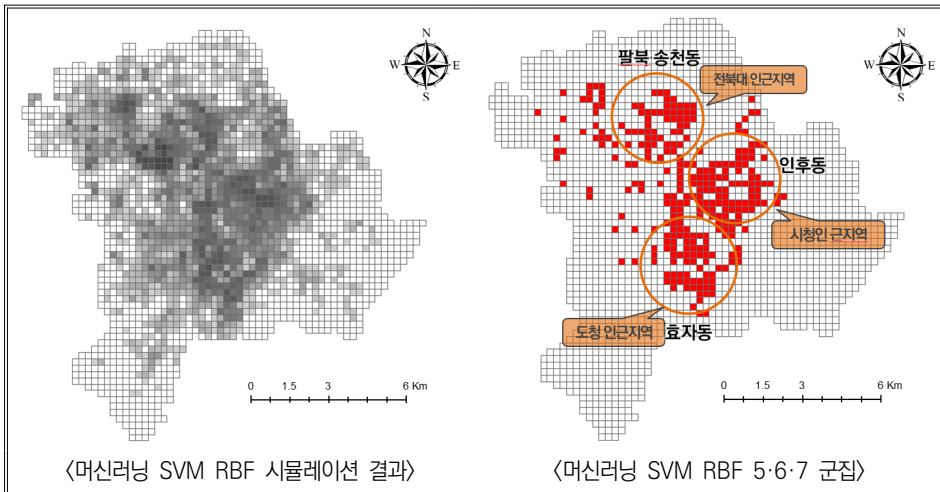 N
W E
S
0 1.5 3 6 Km
〈머신러닝 SVM RBF 시뮬레이션 결과〉
N
W E
S
팔복 송천동
전북대 인근지역
인후동
시청인 근지역
도청 인근지역
효자동
0 1.5 3 6 Km
〈머신러닝 SVM RBF 5·6·7 군집〉